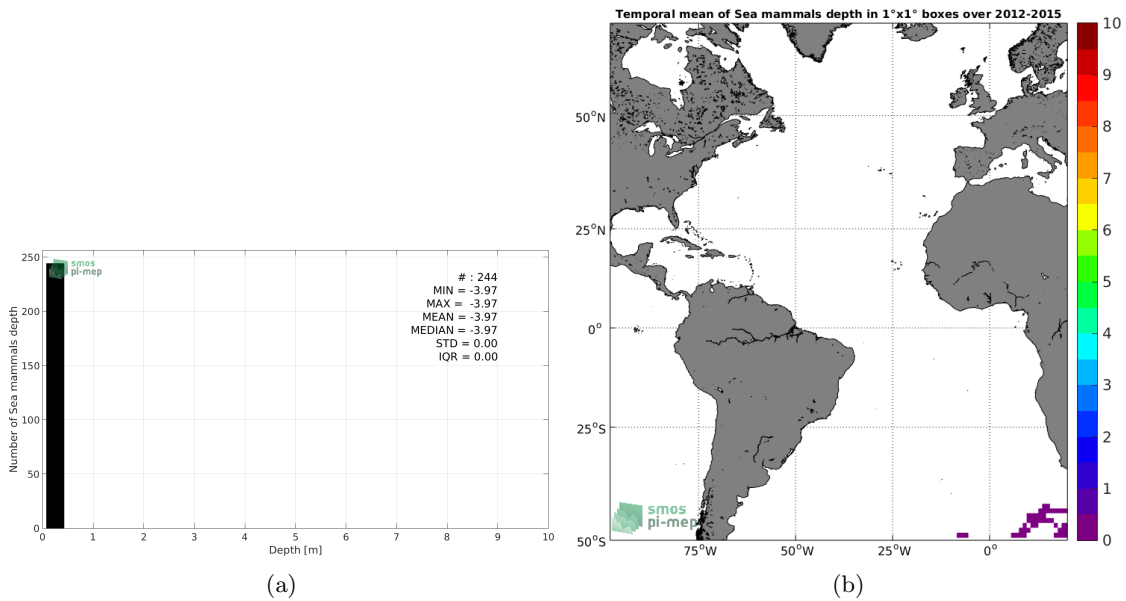 250
200
150
100
50
0
Number of Sea mammals depth
smos
pi-mep
# : 244
MIN = -3.97
MAX = -3.97
MEAN = -3.97
MEDIAN = -3.97
STD = 0.00
IQR = 0.00
0 1 2 3 4 5 6 7 8 9 10
Depth [m]
(a)
Temporal mean of Sea mammals depth in 1°x1° boxes over 2012-2015
50°N
25°N
0°
25°S
50°S
75°W 50°W 25°W 0°
smos
pi-mep
10
9
8
7
6
5
4
3
2
1
0
(b)